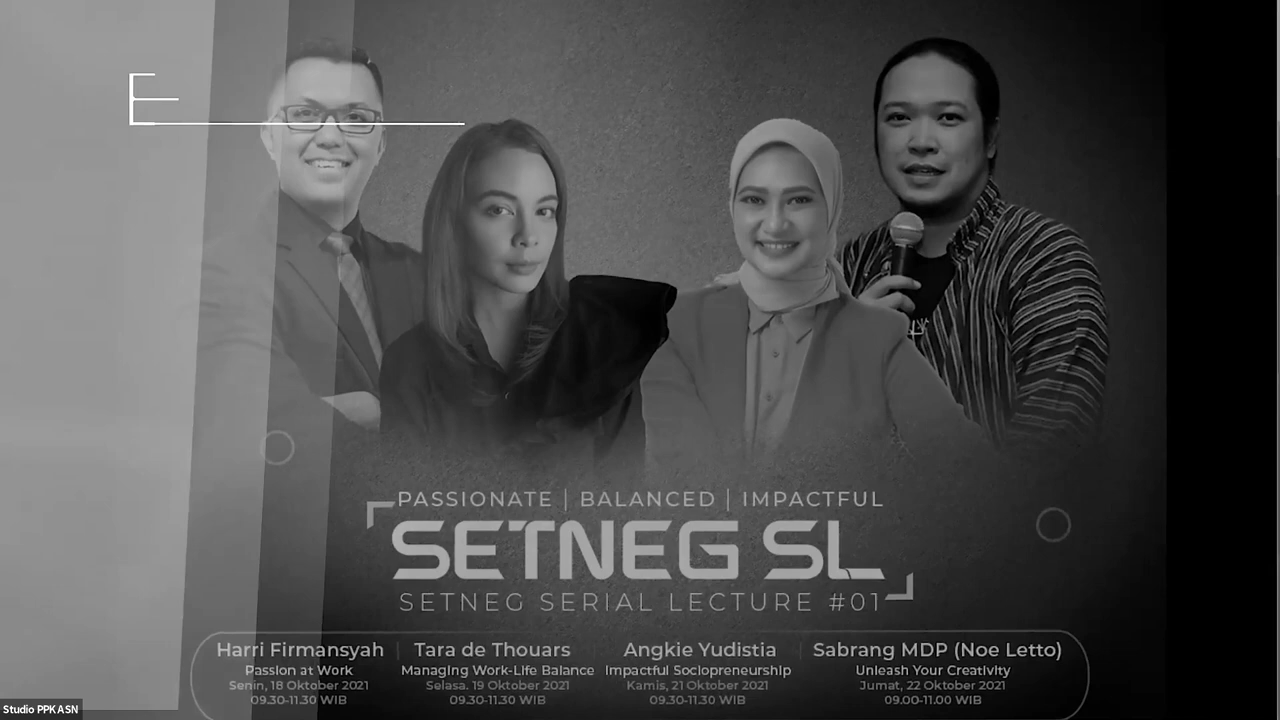 E
PASSIONATE | BALANCED | IMPACTFUL
SETNEG SL
SETNEG SERIAL LECTURE #01
Harri Firmansyah
Passion at Work
Senin, 18 Oktober 2021
09.30-11.30 WIB
Tara de Thouars
Managing Work-Life Balance
Selasa. 19 Oktober 2021
09.30-11.30 WIB
Angkie Yudistia
Impactful Sociopreneurship
Kamis, 21 Oktober 2021
09.30-11.30 WIB
Sabrang MDP (Noe Letto)
Unleash Your Creativity
Jumat, 22 Oktober 2021
09.00-11.00 WIB
Studio PPKASN